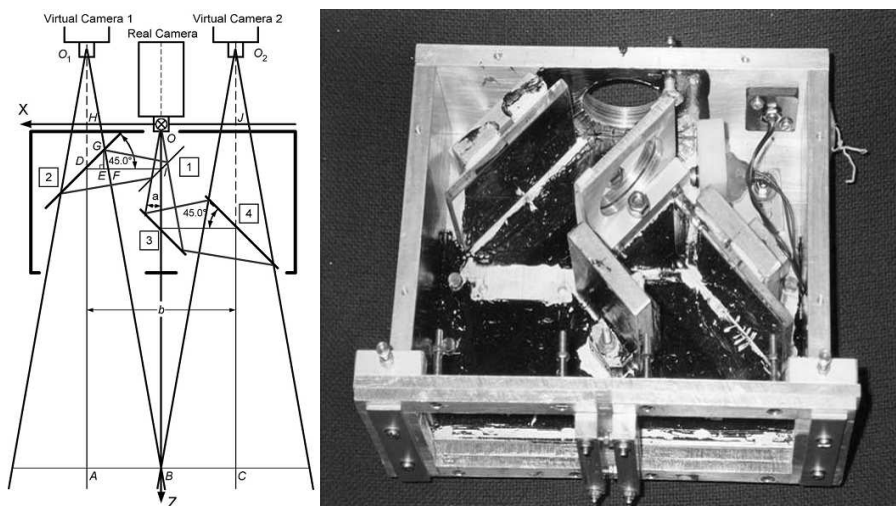 Virtual Camera 1
Virtual Camera 2
Real Camera
O1
O2
X
H
J
O
G
45.0°
1
D
I
2
E
F
a
45.0°
4
3
b
A
B
C
Z